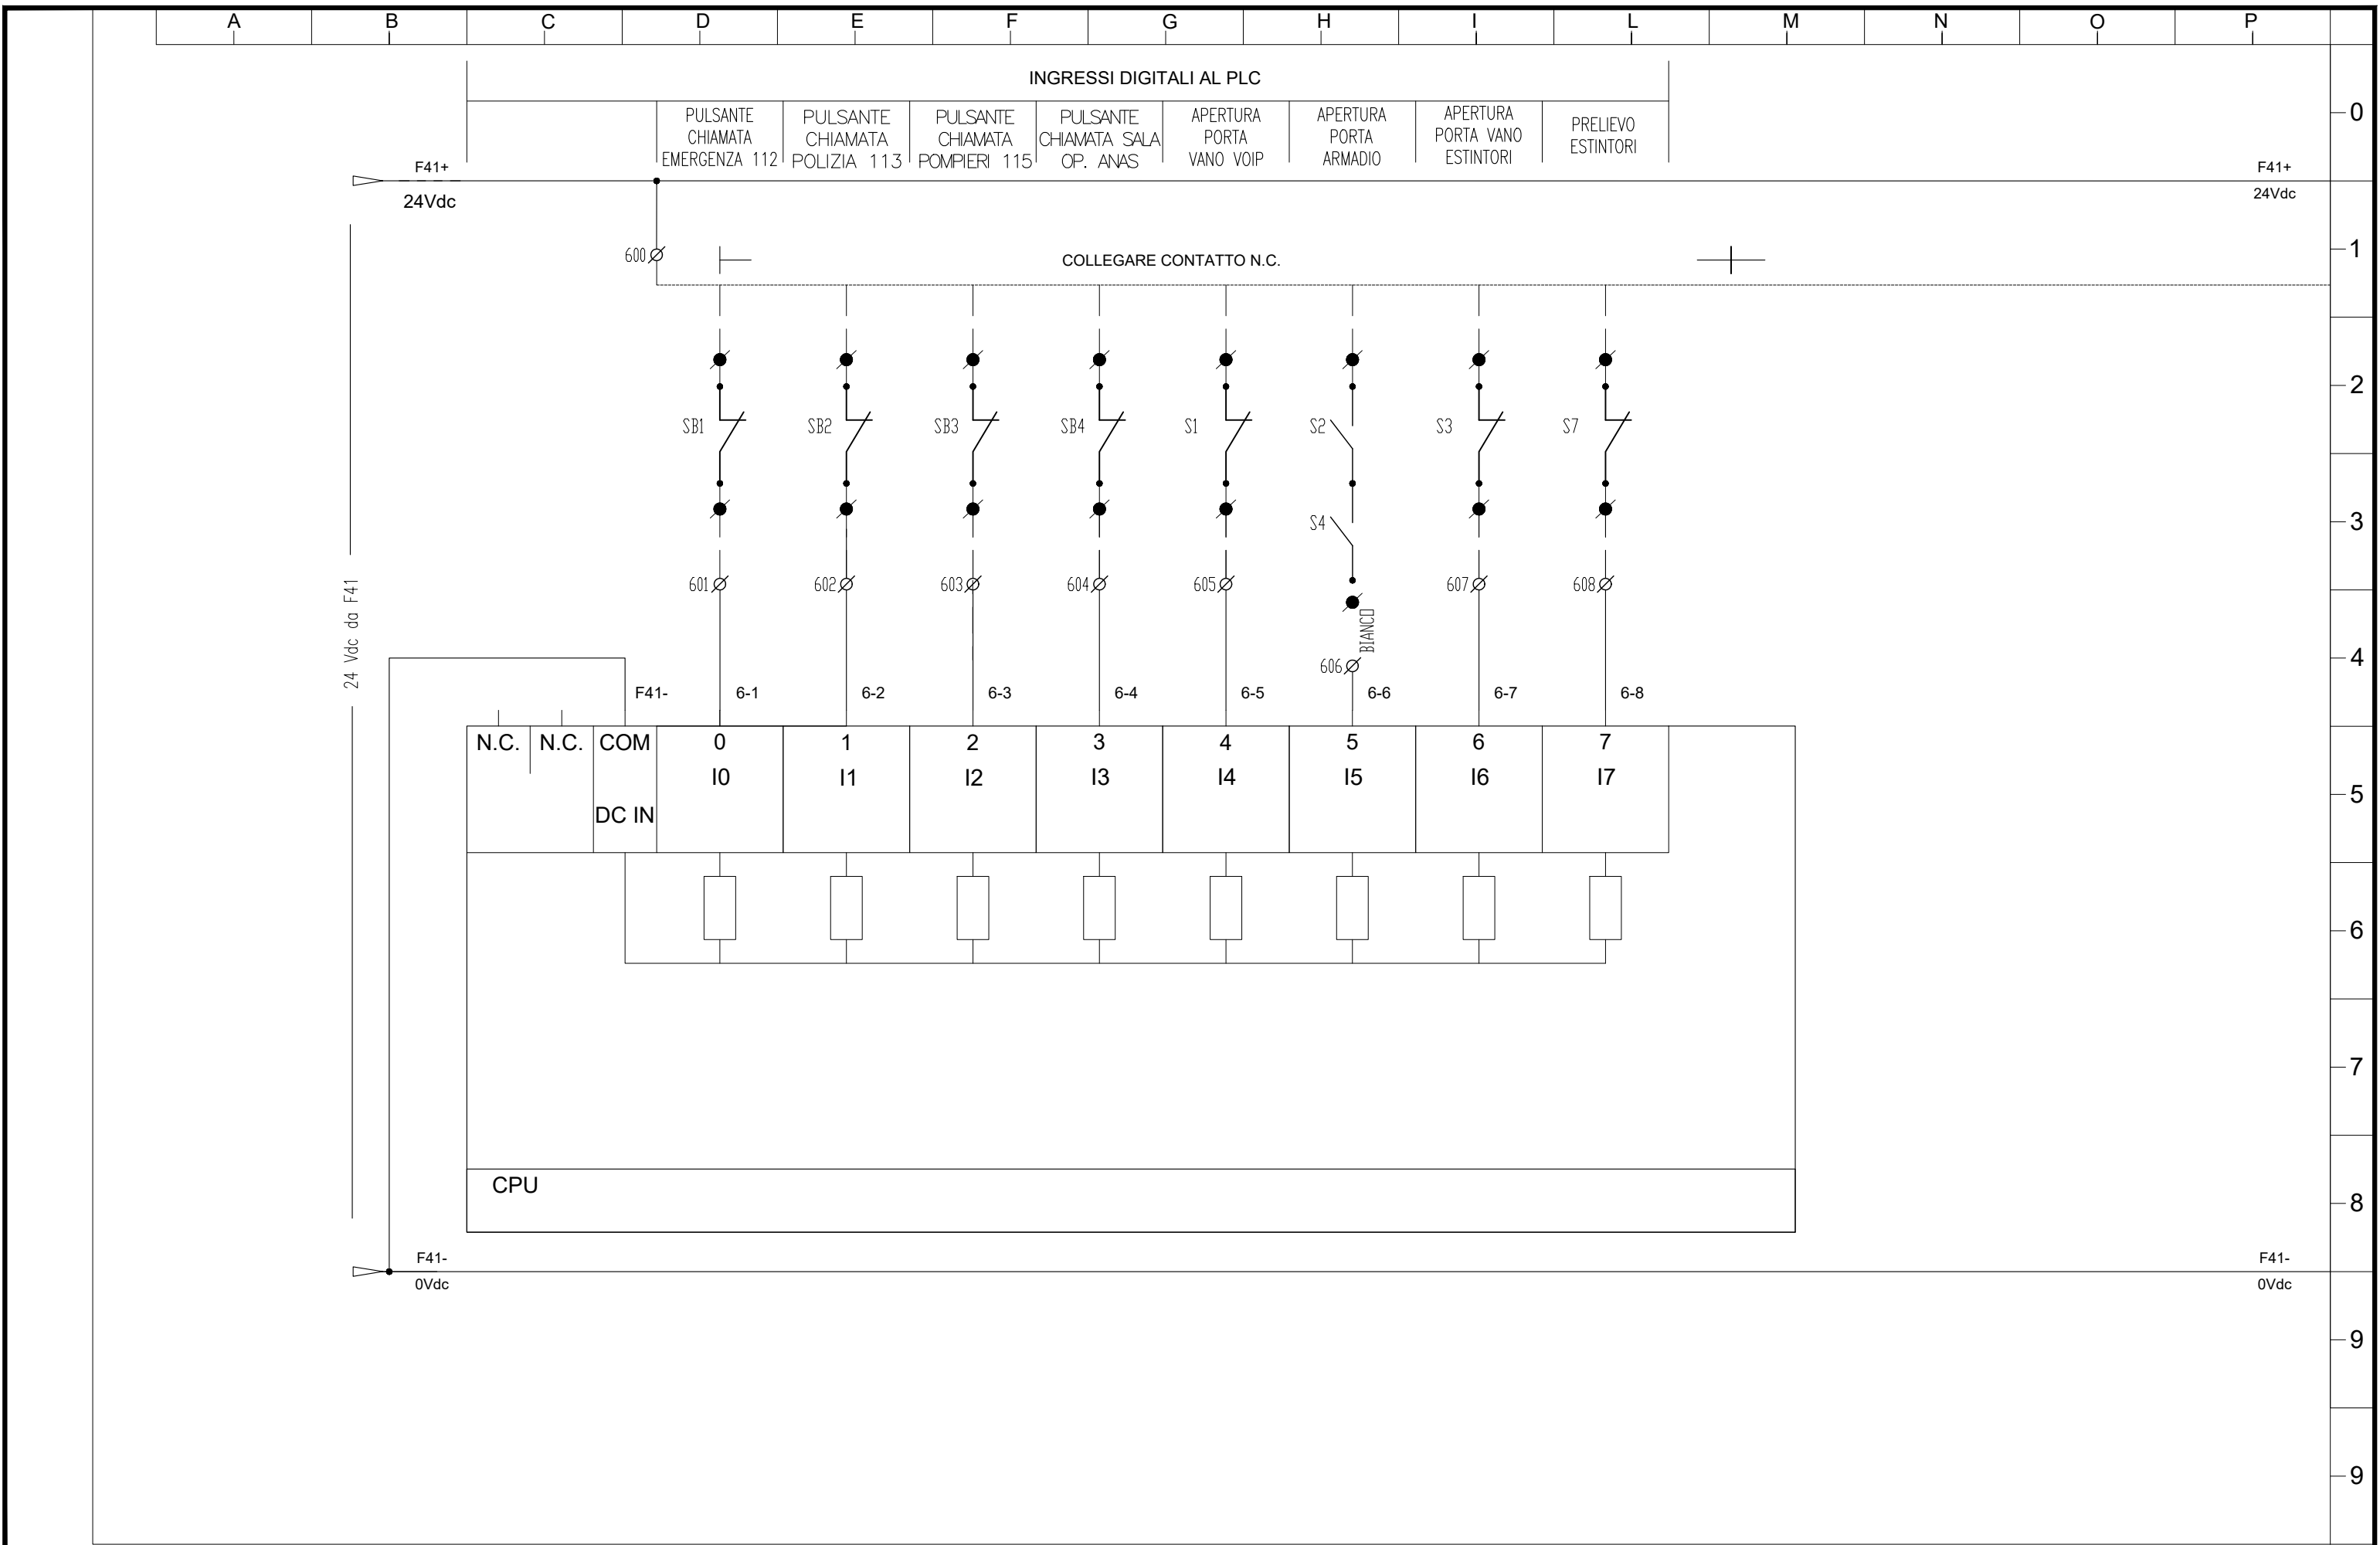 A B C D E F G H I L M N O P
INGRESSI DIGITALI AL PLC
PULSANTE
CHIAMATA
EMERGENZA 112
PULSANTE
CHIAMATA
POLIZIA 113
PULSANTE
CHIAMATA
POMPIERI 115
PULSANTE
CHIAMATA SALA
OP. ANAS
APERTURA
PORTA
VANO VOIP
APERTURA
PORTA
ARMADIO
APERTURA
PORTA VANO
ESTINTORI
PRELIEVO
ESTINTORI
0
F41+
24Vdc
F41+
24Vdc
600
COLLEGARE CONTATTO N.C.
1
2
SB1 SB2 SB3 SB4 S1 S2 S3 S7
S4
3
601 602 603 604 605 607 608
24 Vdc da F41
BIANCO
606
4
F41- 6-1 6-2 6-3 6-4 6-5 6-6 6-7 6-8
N.C. N.C. COM 0 1 2 3 4 5 6 7
I0 I1 I2 I3 I4 I5 I6 I7
DC IN
5
6
7
CPU
8
F41-
0Vdc
F41-
0Vdc
9
9